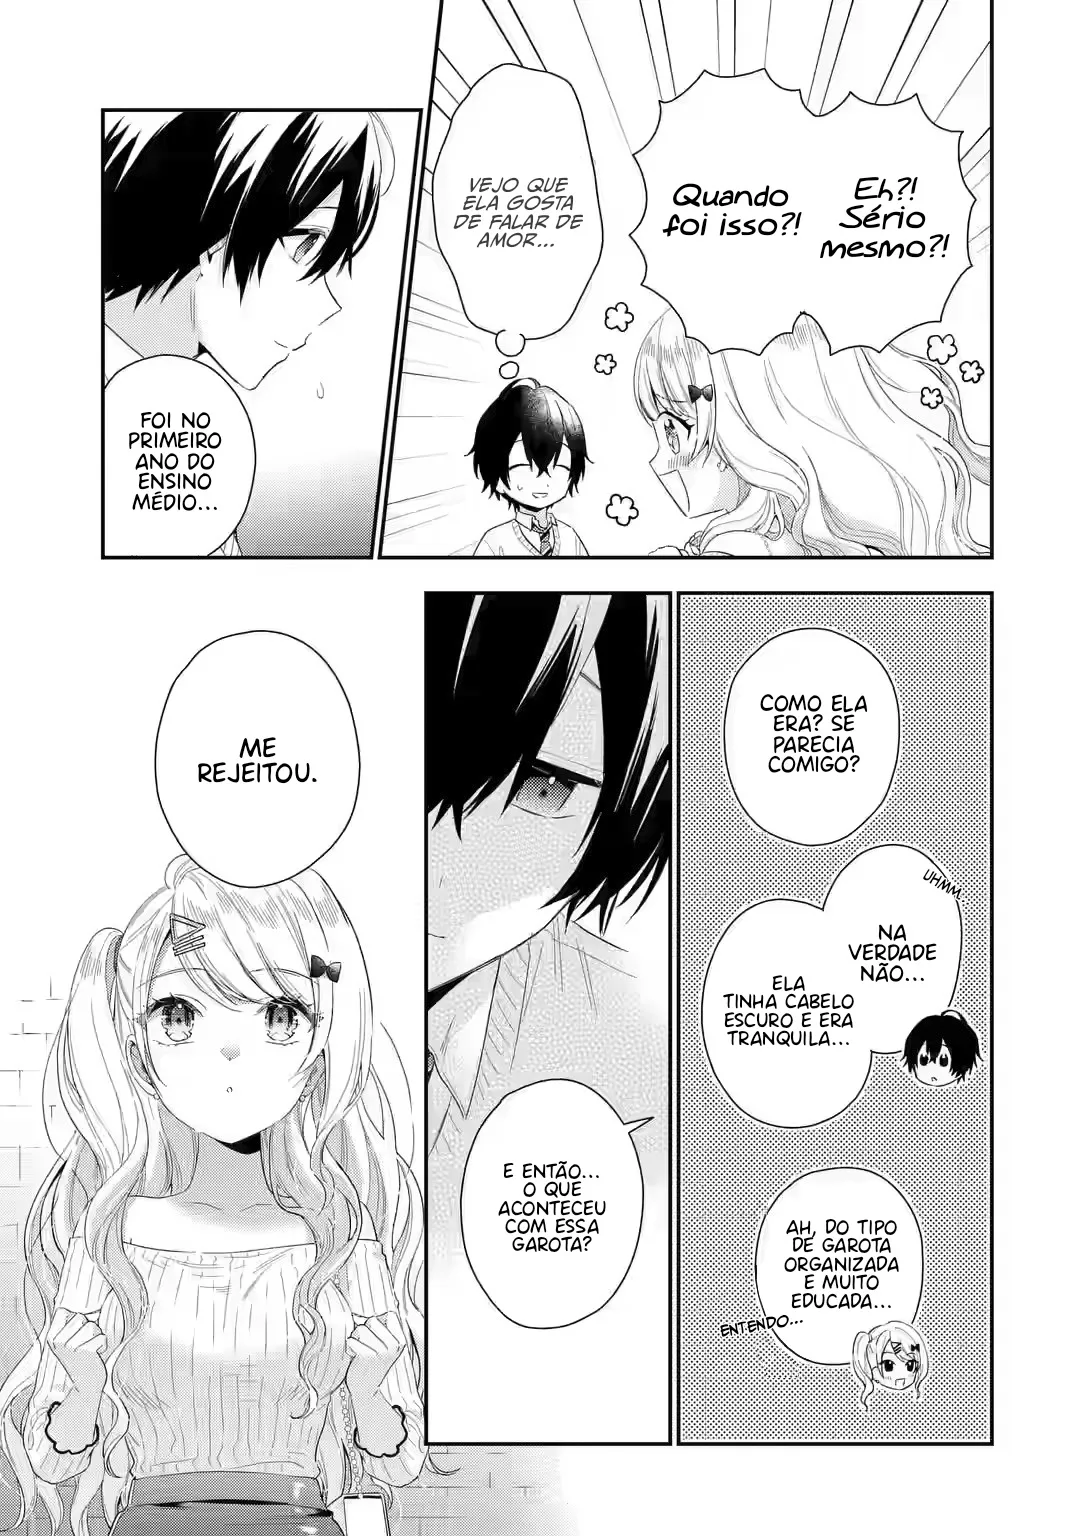 Eh?!
Sério
mesmo?!
Quando
foi isso?!
VEJO QUE
ELA GOSTA
DE FALAR DE
AMOR...
FOI NO
PRIMEIRO
ANO DO
ENSINO
MÉDIO...
COMO ELA
ERA? SE
PARECIA
COMIGO?
UHMM..
NA
VERDADE
NÃO...
ELA
TINHA CABELO
ESCURO E ERA
TRANQUILA...
AH, DO TIPO
DE GAROTA
ORGANIZADA
E MUITO
EDUCADA...
ENTENDO...
E ENTÃO...
O QUE
ACONTECEU
COM ESSA
GAROTA?
ME
REJEITOU.